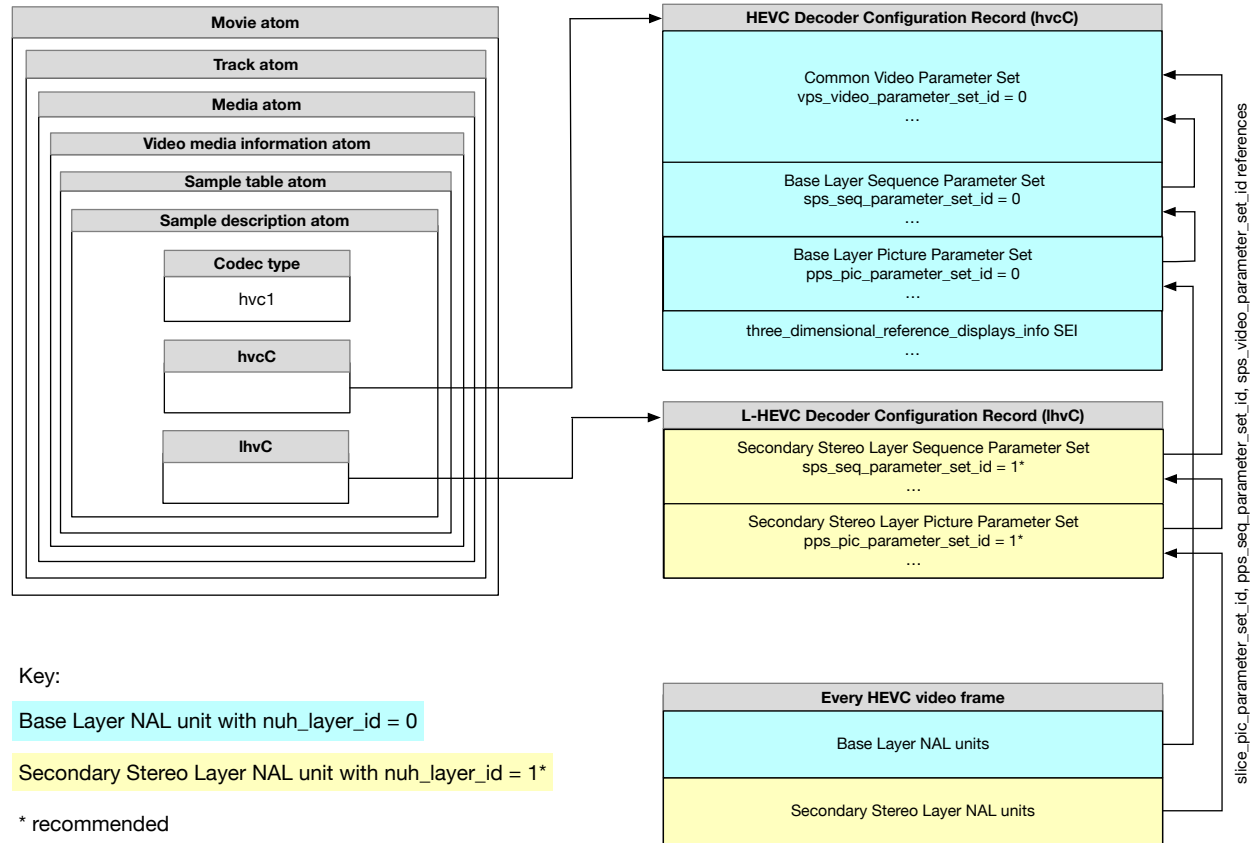 Movie atom
Track atom
Media atom
Video media information atom
Sample table atom
Sample description atom
Codec type
hvc1
hvcC
lhvC
HEVC Decoder Configuration Record (hvcC)
Common Video Parameter Set
vps_video_parameter_set_id = 0
…
Base Layer Sequence Parameter Set
sps_seq_parameter_set_id = 0
…
Base Layer Picture Parameter Set
pps_pic_parameter_set_id = 0
…
three_dimensional_reference_displays_info SEI
…
L-HEVC Decoder Configuration Record (lhvC)
Secondary Stereo Layer Sequence Parameter Set
sps_seq_parameter_set_id = 1*
…
Secondary Stereo Layer Picture Parameter Set
pps_pic_parameter_set_id = 1*
…
Every HEVC video frame
Base Layer NAL units
Secondary Stereo Layer NAL units
slice_pic_parameter_set_id, pps_seq_parameter_set_id, sps_video_parameter_set_id references
Key:
Base Layer NAL unit with nuh_layer_id = 0
Secondary Stereo Layer NAL unit with nuh_layer_id = 1*
* recommended